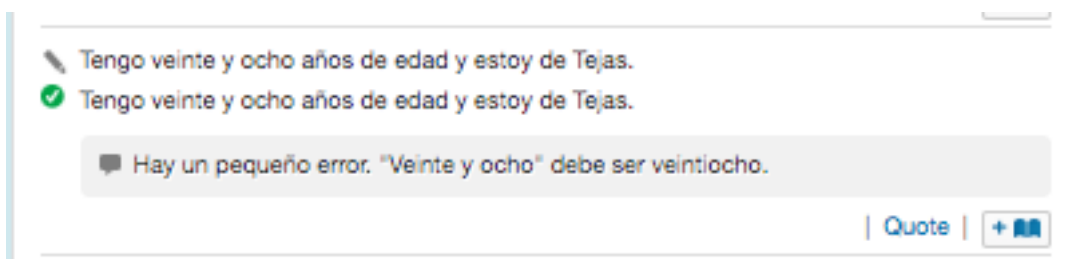 Tengo veinte y ocho años de edad y estoy de Tejas.
Tengo veinte y ocho años de edad y estoy de Tejas.
Hay un pequeño error. "Veinte y ocho" debe ser veintiocho.
| Quote | +